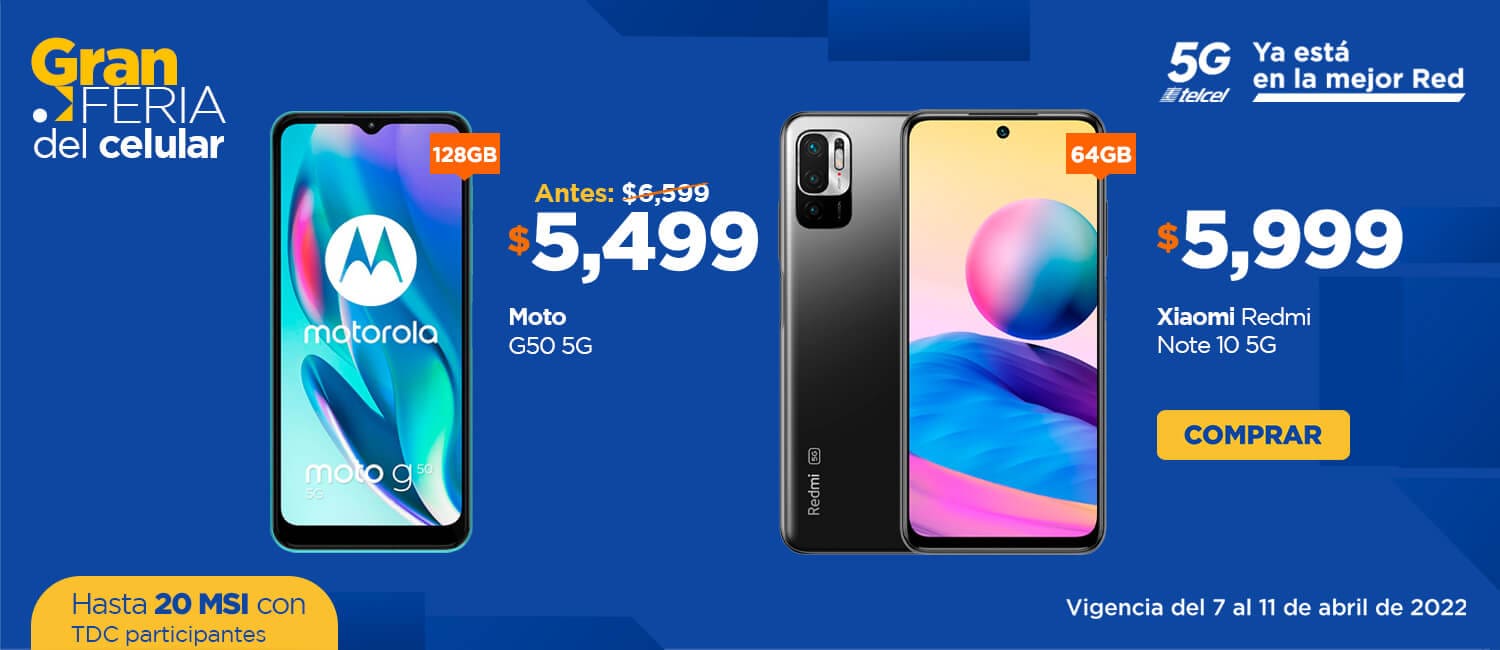 Gran
FERIA
del celular
5G
telcel
Ya está
en la mejor Red
128GB
Antes: $6,599
$5,499
Moto
G50 5G
motorola
moto g50
5G
64GB
$5,999
Xiaomi Redmi
Note 10 5G
Redmi 5G
COMPRAR
Hasta 20 MSI con
TDC participantes
Vigencia del 7 al 11 de abril de 2022